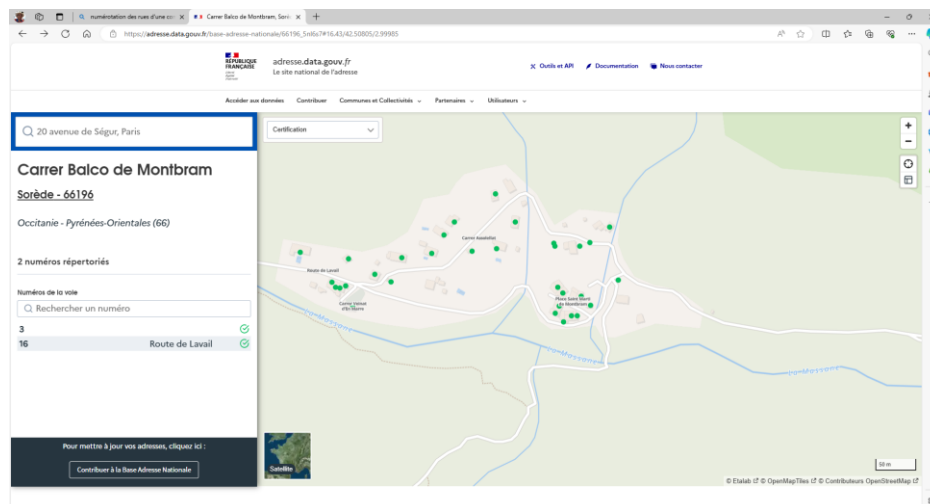 numérotation des rues d'une cor
Carrer Balco de Montbram, Sorè
https://adresse.data.gouv.fr/base-adresse-nationale/66196_5nl6c7#16.43/42.50805/2.99985
RÉPUBLIQUE
FRANÇAISE
adresse.data.gouv.fr
Le site national de l'adresse
Outils et API
Documentation
Nous contacter
Accéder aux données
Contribuer
Communes et Collectivités
Partenaires
Utilisateurs
20 avenue de Ségur, Paris
Certification
Carrer Balco de Montbram
Sorède - 66196
Occitanie - Pyrénées-Orientales (66)
2 numéros répertoriés
Numéros de la voie
Rechercher un numéro
3
16 Route de Lavail
Pour mettre à jour vos adresses, cliquez ici :
Contribuer à la Base Adresse Nationale
Route de Lavail
Place Saint Marti
de Montbram
La Massane
La Massane
Satellite
50 m
© Etalab © OpenMapTiles © Contributeurs OpenStreetMap